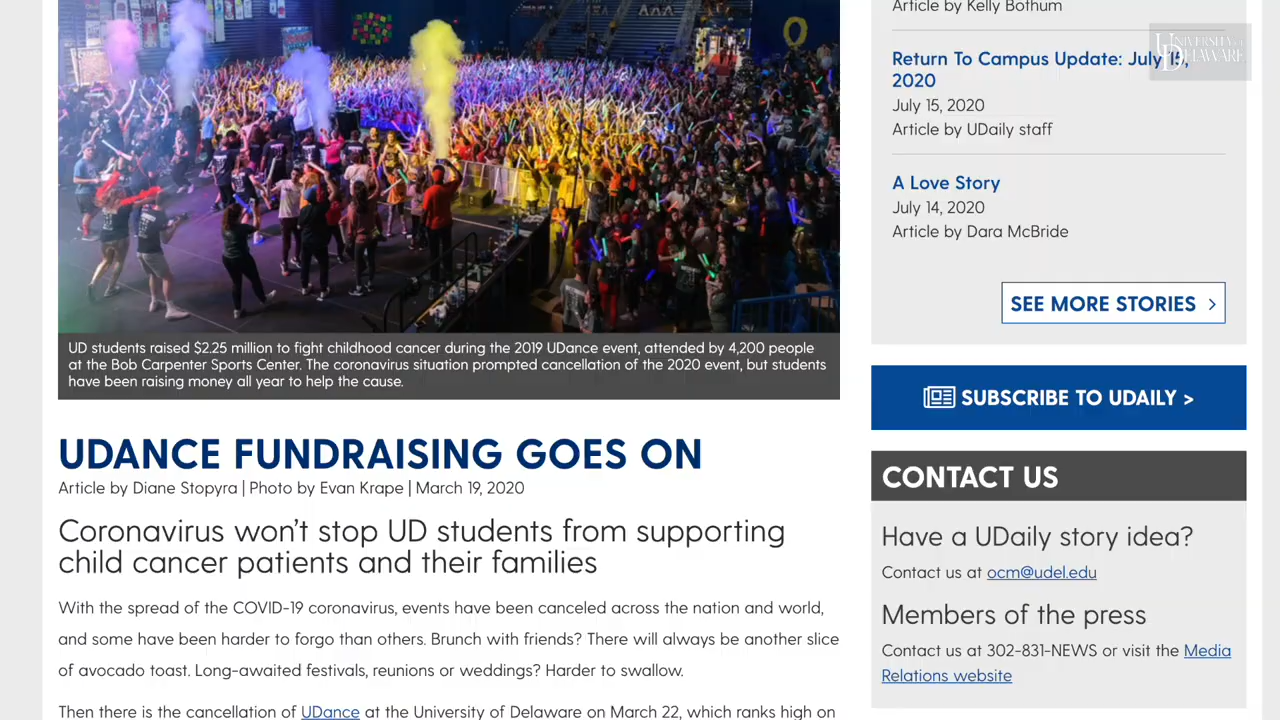 UD students raised $2.25 million to fight childhood cancer during the 2019 UDance event, attended by 4,200 people
at the Bob Carpenter Sports Center. The coronavirus situation prompted cancellation of the 2020 event, but students
have been raising money all year to help the cause.
UDANCE FUNDRAISING GOES ON
Article by Diane Stopyra | Photo by Evan Krape | March 19, 2020
Coronavirus won't stop UD students from supporting
child cancer patients and their families
With the spread of the COVID-19 coronavirus, events have been canceled across the nation and world,
and some have been harder to forgo than others. Brunch with friends? There will always be another slice
of avocado toast. Long-awaited festivals, reunions or weddings? Harder to swallow.
Then there is the cancellation of UDance at the University of Delaware on March 22, which ranks high on
Article by Kelly Bothum
Return To Campus Update: July 15,
2020
July 15, 2020
Article by UDaily staff
A Love Story
July 14, 2020
Article by Dara McBride
SEE MORE STORIES >
SUBSCRIBE TO UDAILY >
CONTACT US
Have a UDaily story idea?
Contact us at ocm@udel.edu
Members of the press
Contact us at 302-831-NEWS or visit the Media
Relations website
UNIVERSITY OF
DELAWARE